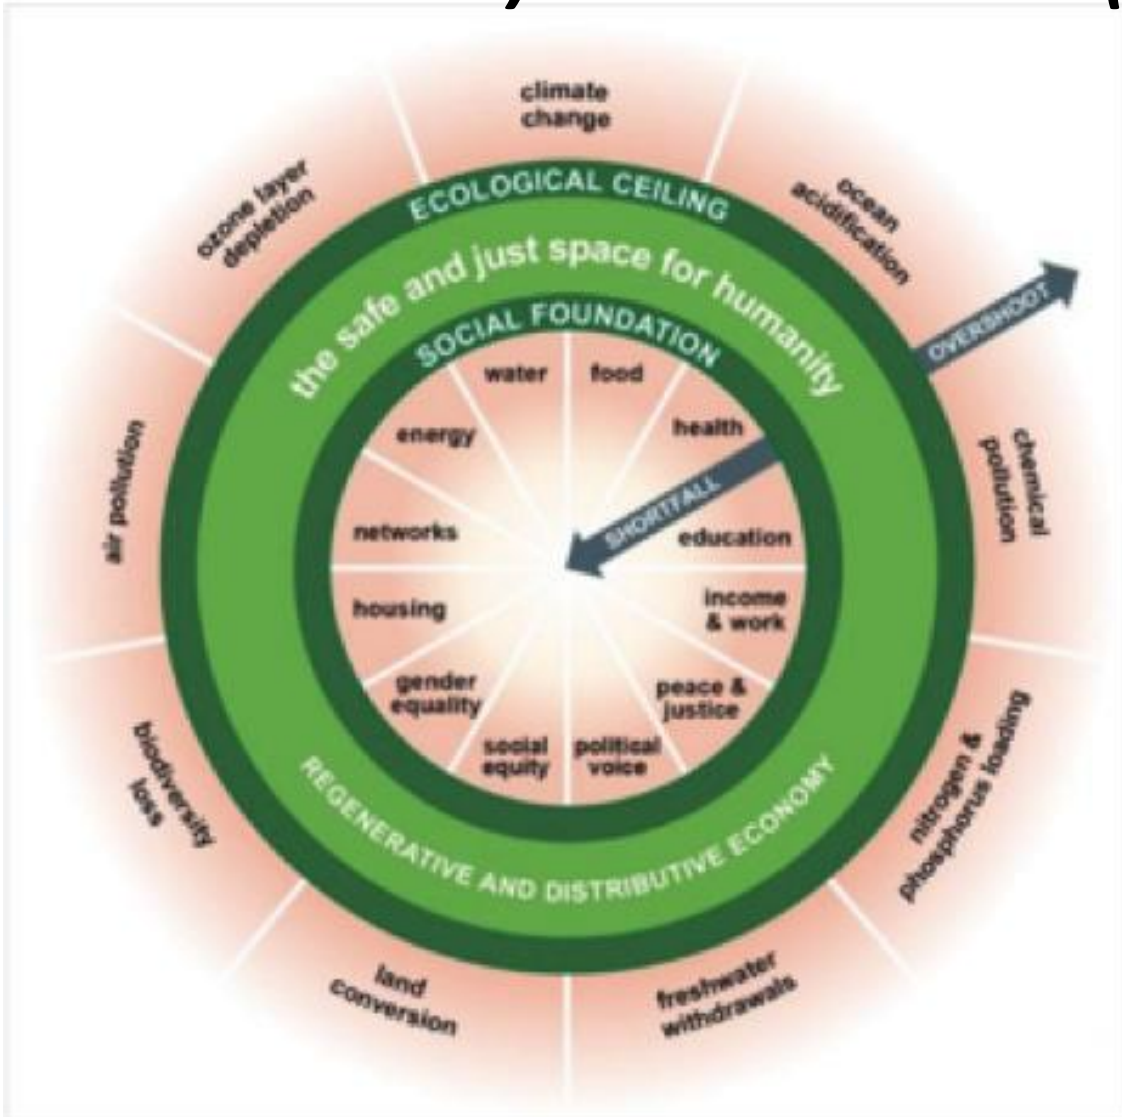 climate
change
ocean
acidification
OVERSHOOT
chemical
pollution
nitrogen &
phosphorus loading
freshwater
withdrawals
land
conversion
biodiversity
loss
air pollution
ozone layer
depletion
ECOLOGICAL CEILING
the safe and just space for humanity
SOCIAL FOUNDATION
water
food
health
SHORTFALL
education
income
& work
peace &
justice
political
voice
social
equity
gender
equality
housing
networks
energy
REGENERATIVE AND DISTRIBUTIVE ECONOMY